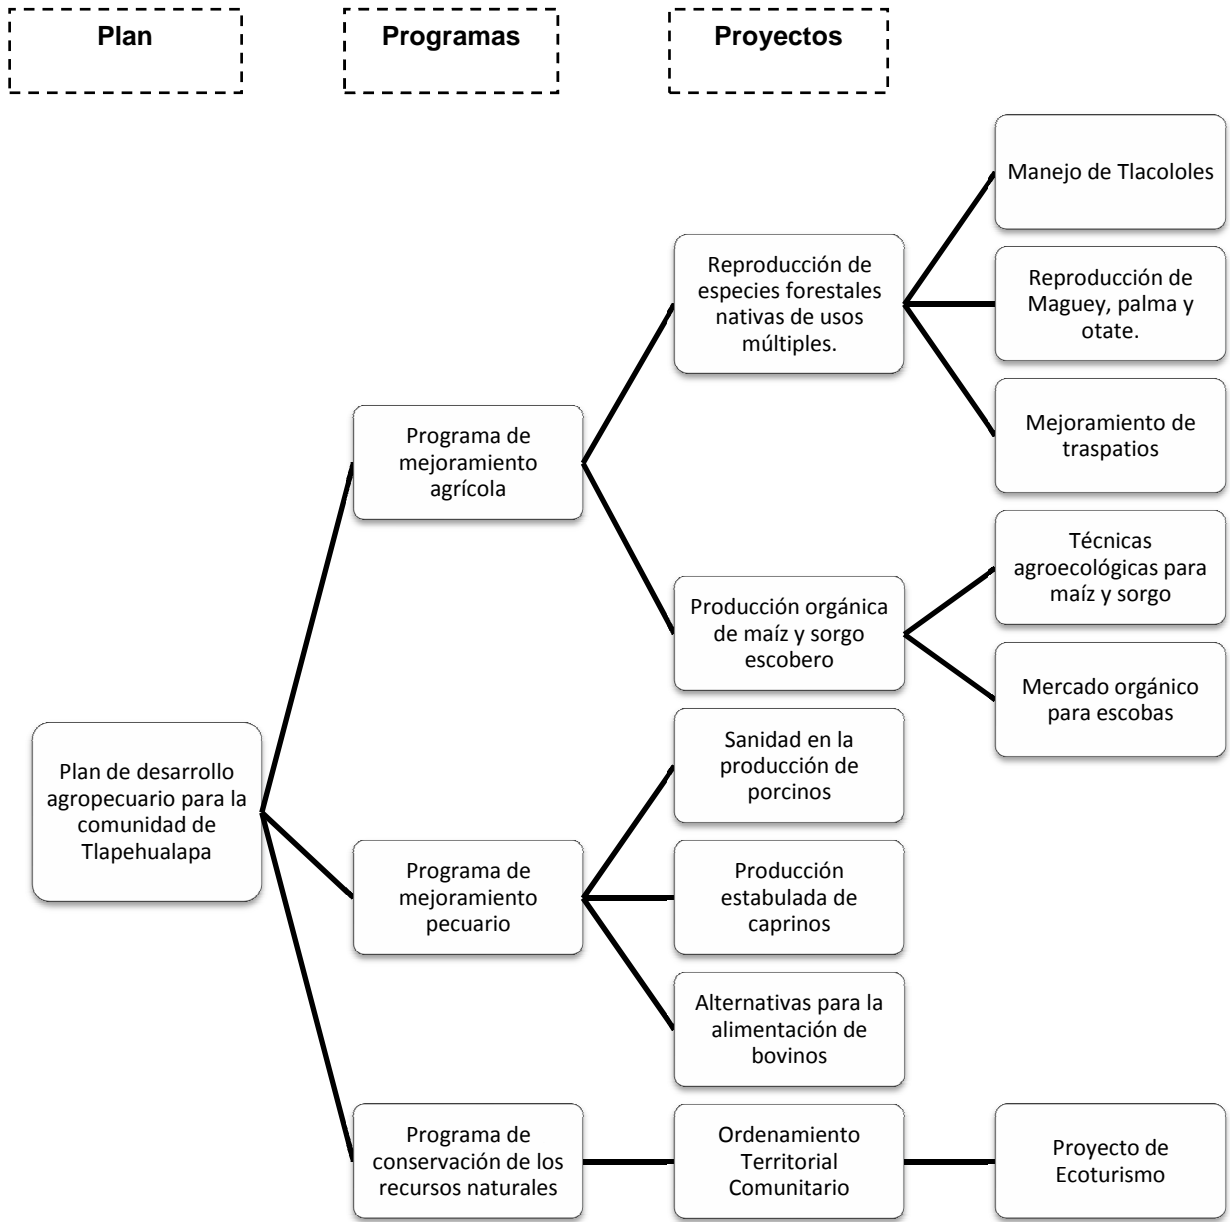 Plan
Programas
Proyectos
Manejo de Tlacololes
Reproducción de
especies forestales
nativas de usos
múltiples.
Reproducción de
Maguey, palma y
otate.
Mejoramiento de
traspatios
Programa de
mejoramiento
agrícola
Técnicas
agroecológicas para
maíz y sorgo
Producción orgánica
de maíz y sorgo
escobero
Mercado orgánico
para escobas
Plan de desarrollo
agropecuario para la
comunidad de
Tlapehualapa
Sanidad en la
producción de
porcinos
Programa de
mejoramiento
pecuario
Producción
estabulada de
caprinos
Alternativas para la
alimentación de
bovinos
Programa de
conservación de los
recursos naturales
Ordenamiento
Territorial
Comunitario
Proyecto de
Ecoturismo